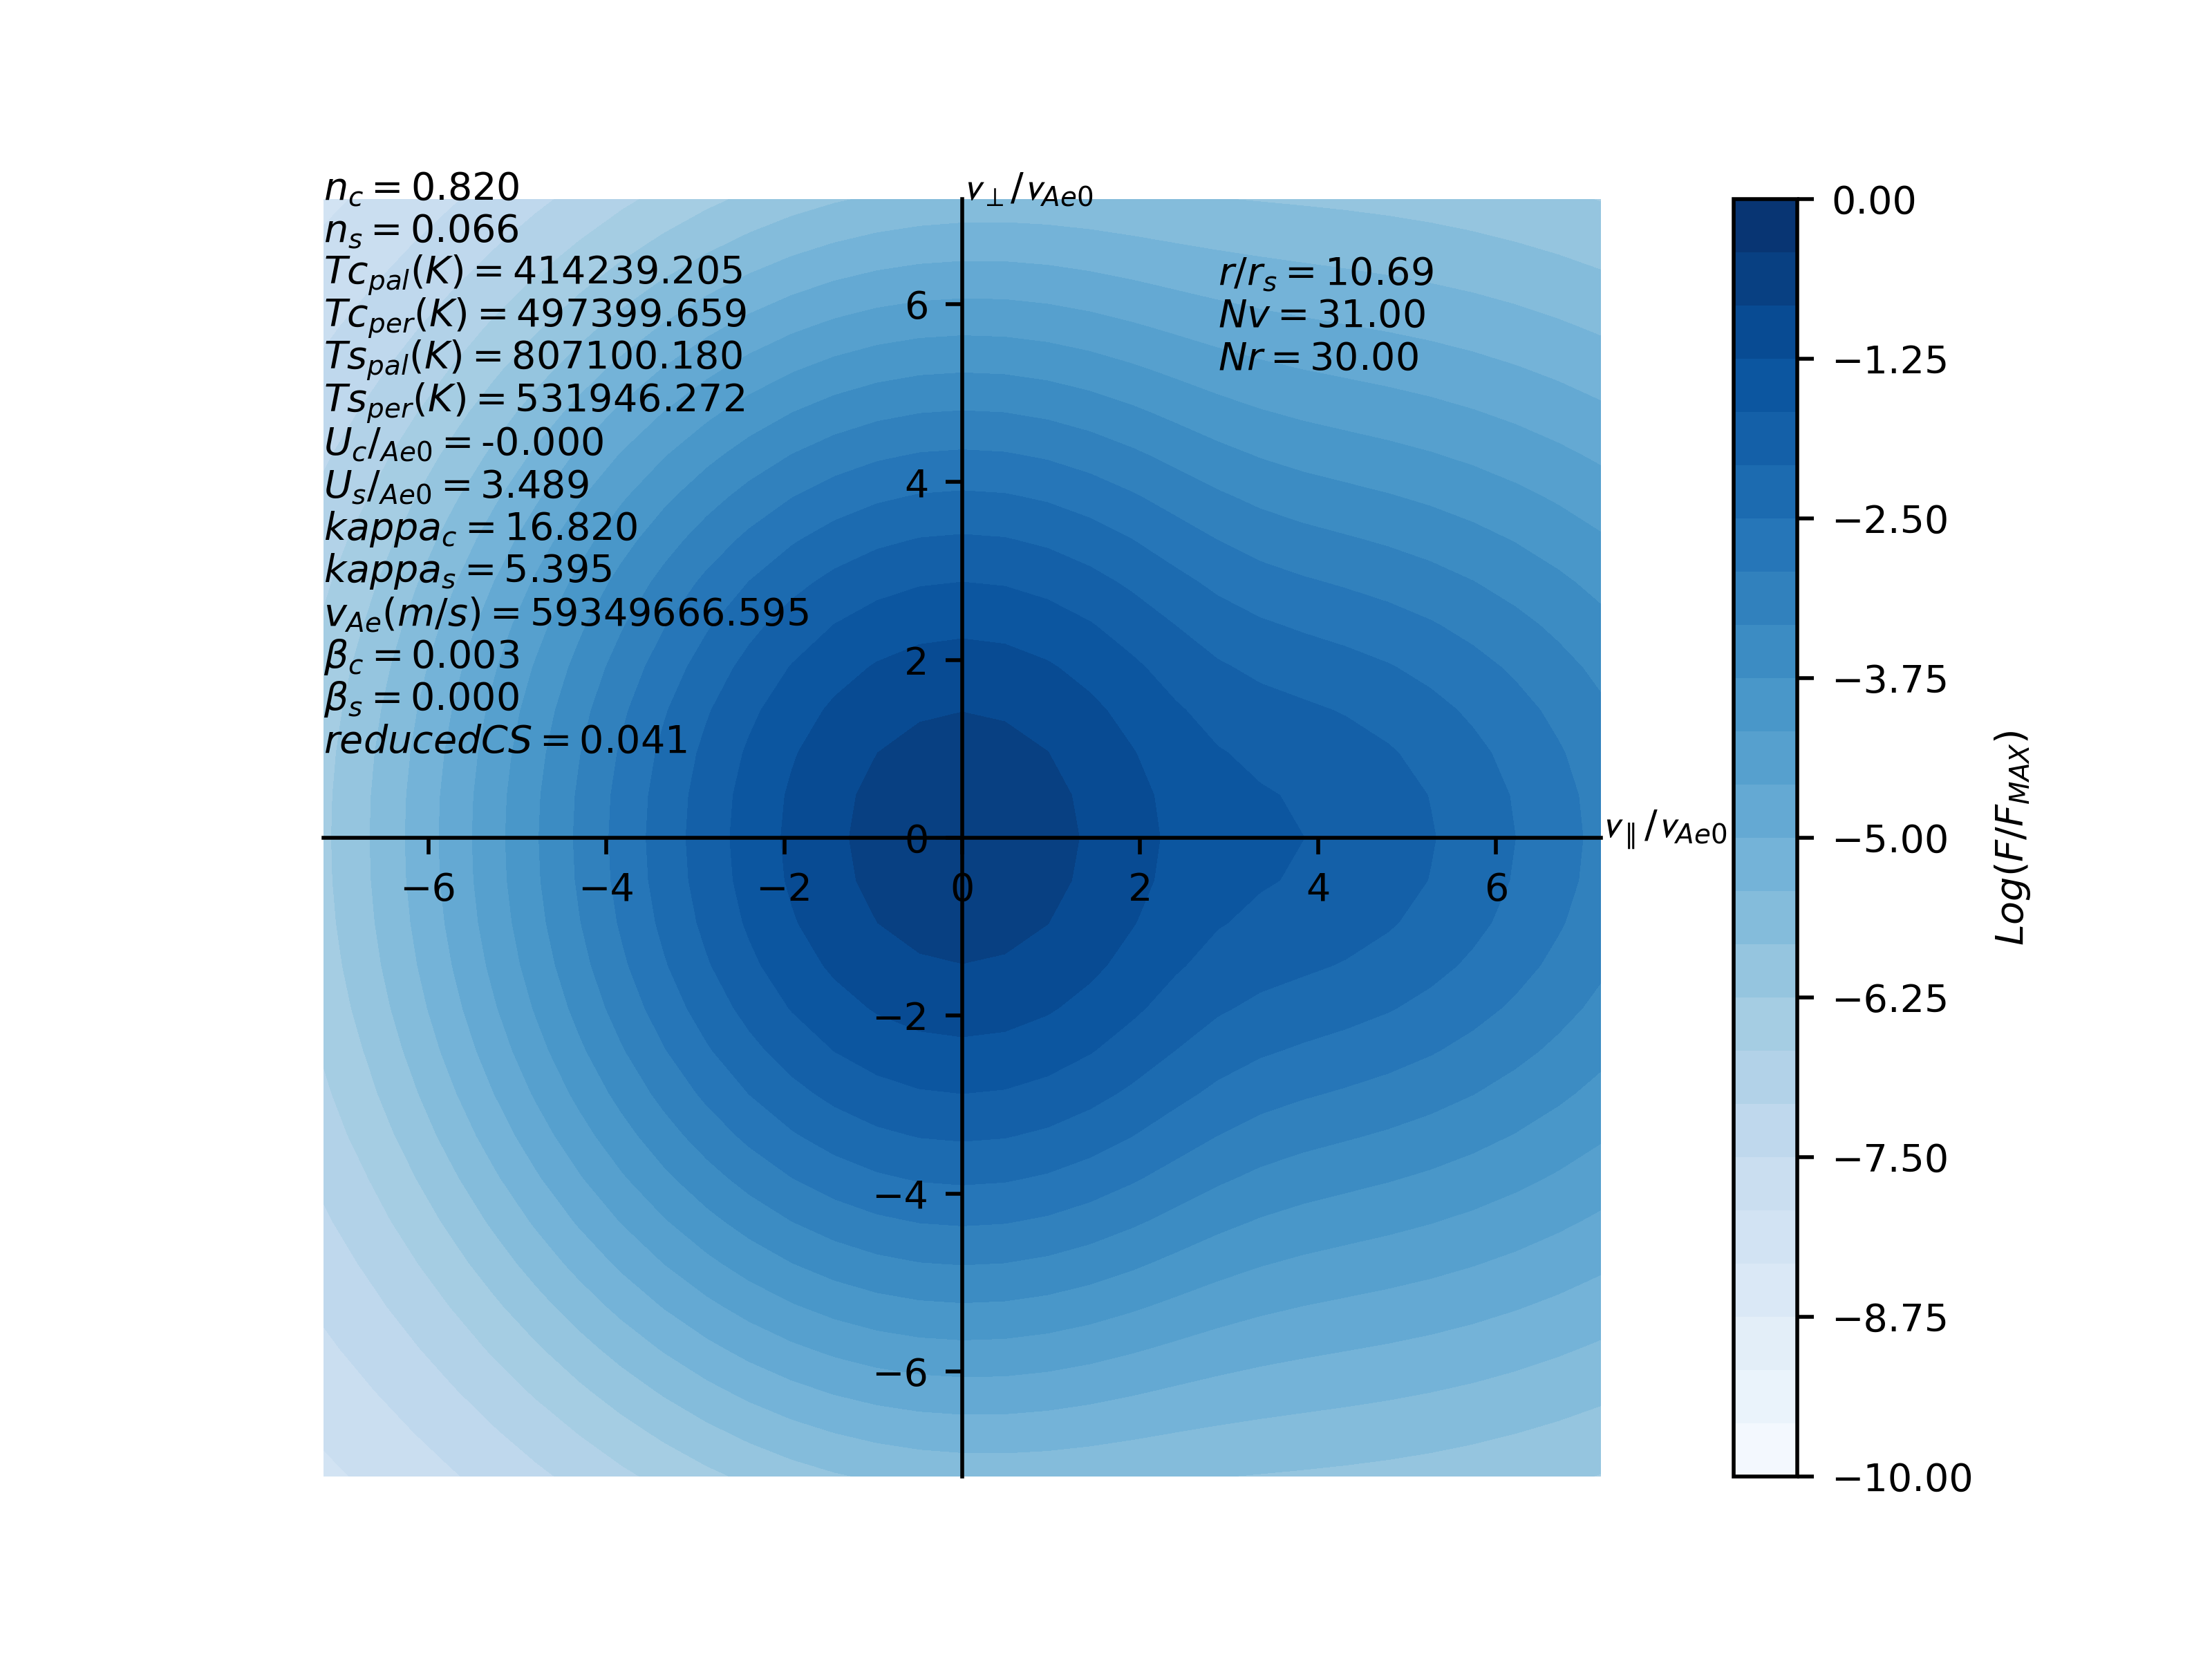 n_c = 0.820
n_s = 0.066
Tc_pal(K) = 414239.205
Tc_per(K) = 497399.659
Ts_pal(K) = 807100.180
Ts_per(K) = 531946.272
U_c/_Ae0 = -0.000
U_s/_Ae0 = 3.489
kappa_c = 16.820
kappa_s = 5.395
v_Ae(m/s) = 59349666.595
β_c = 0.003
β_s = 0.000
reducedCS = 0.041
v_⊥/v_Ae0
r/r_s = 10.69
Nv = 31.00
Nr = 30.00
6
4
2
0
−2
−4
−6
−6
−4
−2
0
2
4
6
v_∥/v_Ae0
0.00
−1.25
−2.50
−3.75
−5.00
−6.25
−7.50
−8.75
−10.00
Log(F/F_MAX)